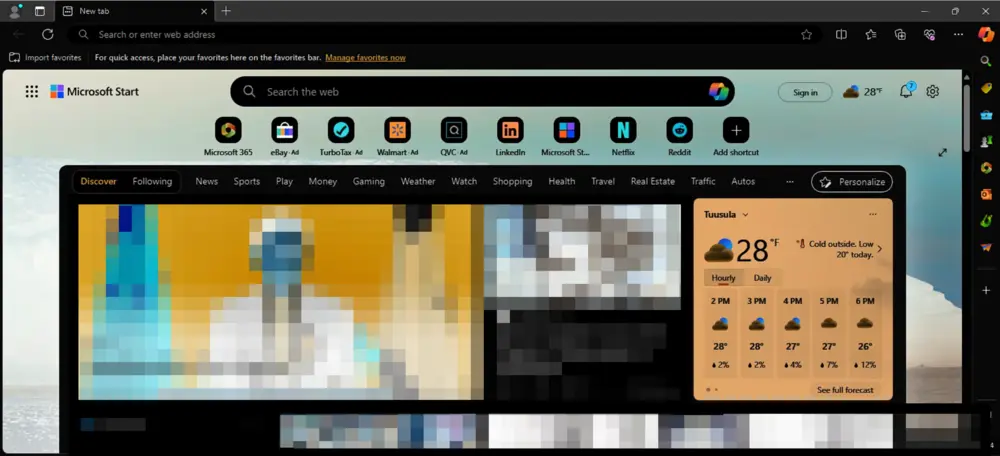 New tab
Search or enter web address
Import favorites
For quick access, place your favorites here on the favorites bar. Manage favorites now
Microsoft Start
Search the web
Sign in
28°F
7
Microsoft 365
eBay · Ad
TurboTax · Ad
Walmart · Ad
QVC · Ad
LinkedIn
Microsoft St...
Netflix
Reddit
Add shortcut
Discover
Following
News
Sports
Play
Money
Gaming
Weather
Watch
Shopping
Health
Travel
Real Estate
Traffic
Autos
Personalize
Tuusula
28°F
Cold outside. Low
20° today.
Hourly
Daily
2 PM 3 PM 4 PM 5 PM 6 PM
28° 28° 27° 27° 26°
2% 2% 4% 7% 12%
See full forecast